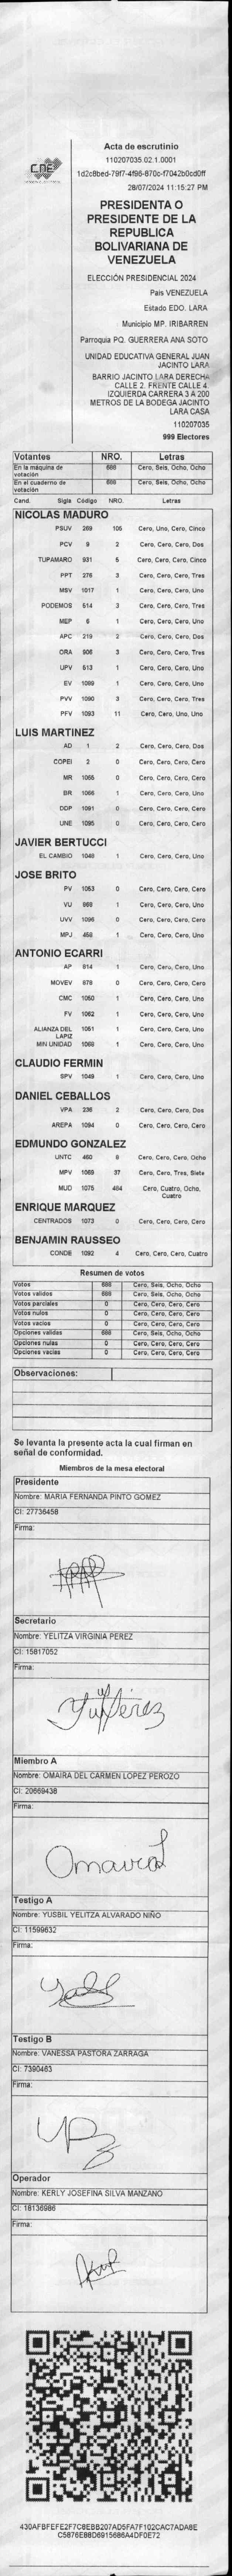 CNE
Acta de escrutinio
110207035.02.1.0001
1d2c8bed-79f7-4f96-870c-f7042b0cd0ff
28/07/2024 11:15:27 PM
PRESIDENTA O
PRESIDENTE DE LA
REPUBLICA
BOLIVARIANA DE
VENEZUELA
ELECCIÓN PRESIDENCIAL 2024
Pais VENEZUELA
Estado EDO. LARA
Municipio MP. IRIBARREN
Parroquia PQ. GUERRERA ANA SOTO
UNIDAD EDUCATIVA GENERAL JUAN
JACINTO LARA
BARRIO JACINTO LARA DERECHA
CALLE 2. FRENTE CALLE 4.
IZQUIERDA CARRERA 3 A 200
METROS DE LA BODEGA JACINTO
LARA CASA
110207035
999 Electores
Votantes NRO. Letras
En la máquina de votación 688 Cero, Seis, Ocho, Ocho
En el cuaderno de votación 688 Cero, Seis, Ocho, Ocho
Cand. Sigla Código NRO. Letras
NICOLAS MADURO
PSUV 269 105 Cero, Uno, Cero, Cinco
PCV 9 2 Cero, Cero, Cero, Dos
TUPAMARO 931 5 Cero, Cero, Cero, Cinco
PPT 276 3 Cero, Cero, Cero, Tres
MSV 1017 1 Cero, Cero, Cero, Uno
PODEMOS 514 3 Cero, Cero, Cero, Tres
MEP 6 1 Cero, Cero, Cero, Uno
APC 219 2 Cero, Cero, Cero, Dos
ORA 906 3 Cero, Cero, Cero, Tres
UPV 513 1 Cero, Cero, Cero, Uno
EV 1089 1 Cero, Cero, Cero, Uno
PVV 1090 3 Cero, Cero, Cero, Tres
PFV 1093 11 Cero, Cero, Uno, Uno
LUIS MARTINEZ
AD 1 2 Cero, Cero, Cero, Dos
COPEI 2 0 Cero, Cero, Cero, Cero
MR 1055 0 Cero, Cero, Cero, Cero
BR 1066 1 Cero, Cero, Cero, Uno
DDP 1091 0 Cero, Cero, Cero, Cero
UNE 1095 0 Cero, Cero, Cero, Cero
JAVIER BERTUCCI
EL CAMBIO 1048 1 Cero, Cero, Cero, Uno
JOSE BRITO
PV 1053 0 Cero, Cero, Cero, Cero
VU 968 1 Cero, Cero, Cero, Uno
UVV 1096 0 Cero, Cero, Cero, Cero
MPJ 458 1 Cero, Cero, Cero, Uno
ANTONIO ECARRI
AP 814 1 Cero, Cero, Cero, Uno
MOVEV 878 0 Cero, Cero, Cero, Cero
CMC 1050 1 Cero, Cero, Cero, Uno
FV 1052 1 Cero, Cero, Cero, Uno
ALIANZA DEL LAPIZ 1051 1 Cero, Cero, Cero, Uno
MIN UNIDAD 1068 1 Cero, Cero, Cero, Uno
CLAUDIO FERMIN
SPV 1049 1 Cero, Cero, Cero, Uno
DANIEL CEBALLOS
VPA 236 2 Cero, Cero, Cero, Dos
AREPA 1094 0 Cero, Cero, Cero, Cero
EDMUNDO GONZALEZ
UNTC 460 8 Cero, Cero, Cero, Ocho
MPV 1069 37 Cero, Cero, Tres, Siete
MUD 1075 484 Cero, Cuatro, Ocho, Cuatro
ENRIQUE MARQUEZ
CENTRADOS 1073 0 Cero, Cero, Cero, Cero
BENJAMIN RAUSSEO
CONDE 1092 4 Cero, Cero, Cero, Cuatro
Resumen de votos
Votos 688 Cero, Seis, Ocho, Ocho
Votos validos 688 Cero, Seis, Ocho, Ocho
Votos parciales 0 Cero, Cero, Cero, Cero
Votos nulos 0 Cero, Cero, Cero, Cero
Votos vacios 0 Cero, Cero, Cero, Cero
Opciones validas 688 Cero, Seis, Ocho, Ocho
Opciones nulas 0 Cero, Cero, Cero, Cero
Opciones vacias 0 Cero, Cero, Cero, Cero
Observaciones:
Se levanta la presente acta la cual firman en
señal de conformidad.
Miembros de la mesa electoral
Presidente
Nombre: MARIA FERNANDA PINTO GOMEZ
CI: 27736458
Firma:
Secretario
Nombre: YELITZA VIRGINIA PEREZ
CI: 15817052
Firma:
Miembro A
Nombre: OMAIRA DEL CARMEN LOPEZ PEROZO
CI: 20669438
Firma:
Omaira
Testigo A
Nombre: YUSBIL YELITZA ALVARADO NIÑO
CI: 11599632
Firma:
Testigo B
Nombre: VANESSA PASTORA ZARRAGA
CI: 7390463
Firma:
Operador
Nombre: KERLY JOSEFINA SILVA MANZANO
CI: 18136986
Firma:
430AFBFEFE2F7C8EBB207AD5FA7F102CAC7ADA8E
C5876E88D6915686A4DF0E72